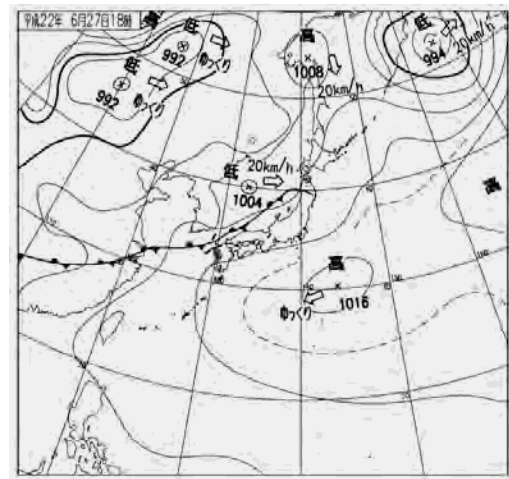 平成22年 6月27日18時
高
低
992
ゆっくり
低
992
ゆっくり
高
1008
20km/h
低
994
20km/h
低
20km/h
1004
高
高
1016
ゆっくり